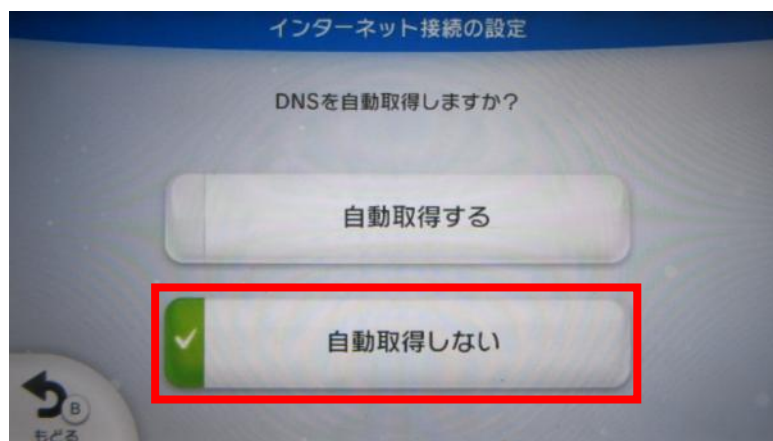 インターネット接続の設定
DNSを自動取得しますか？
自動取得する
自動取得しない
B
もどる